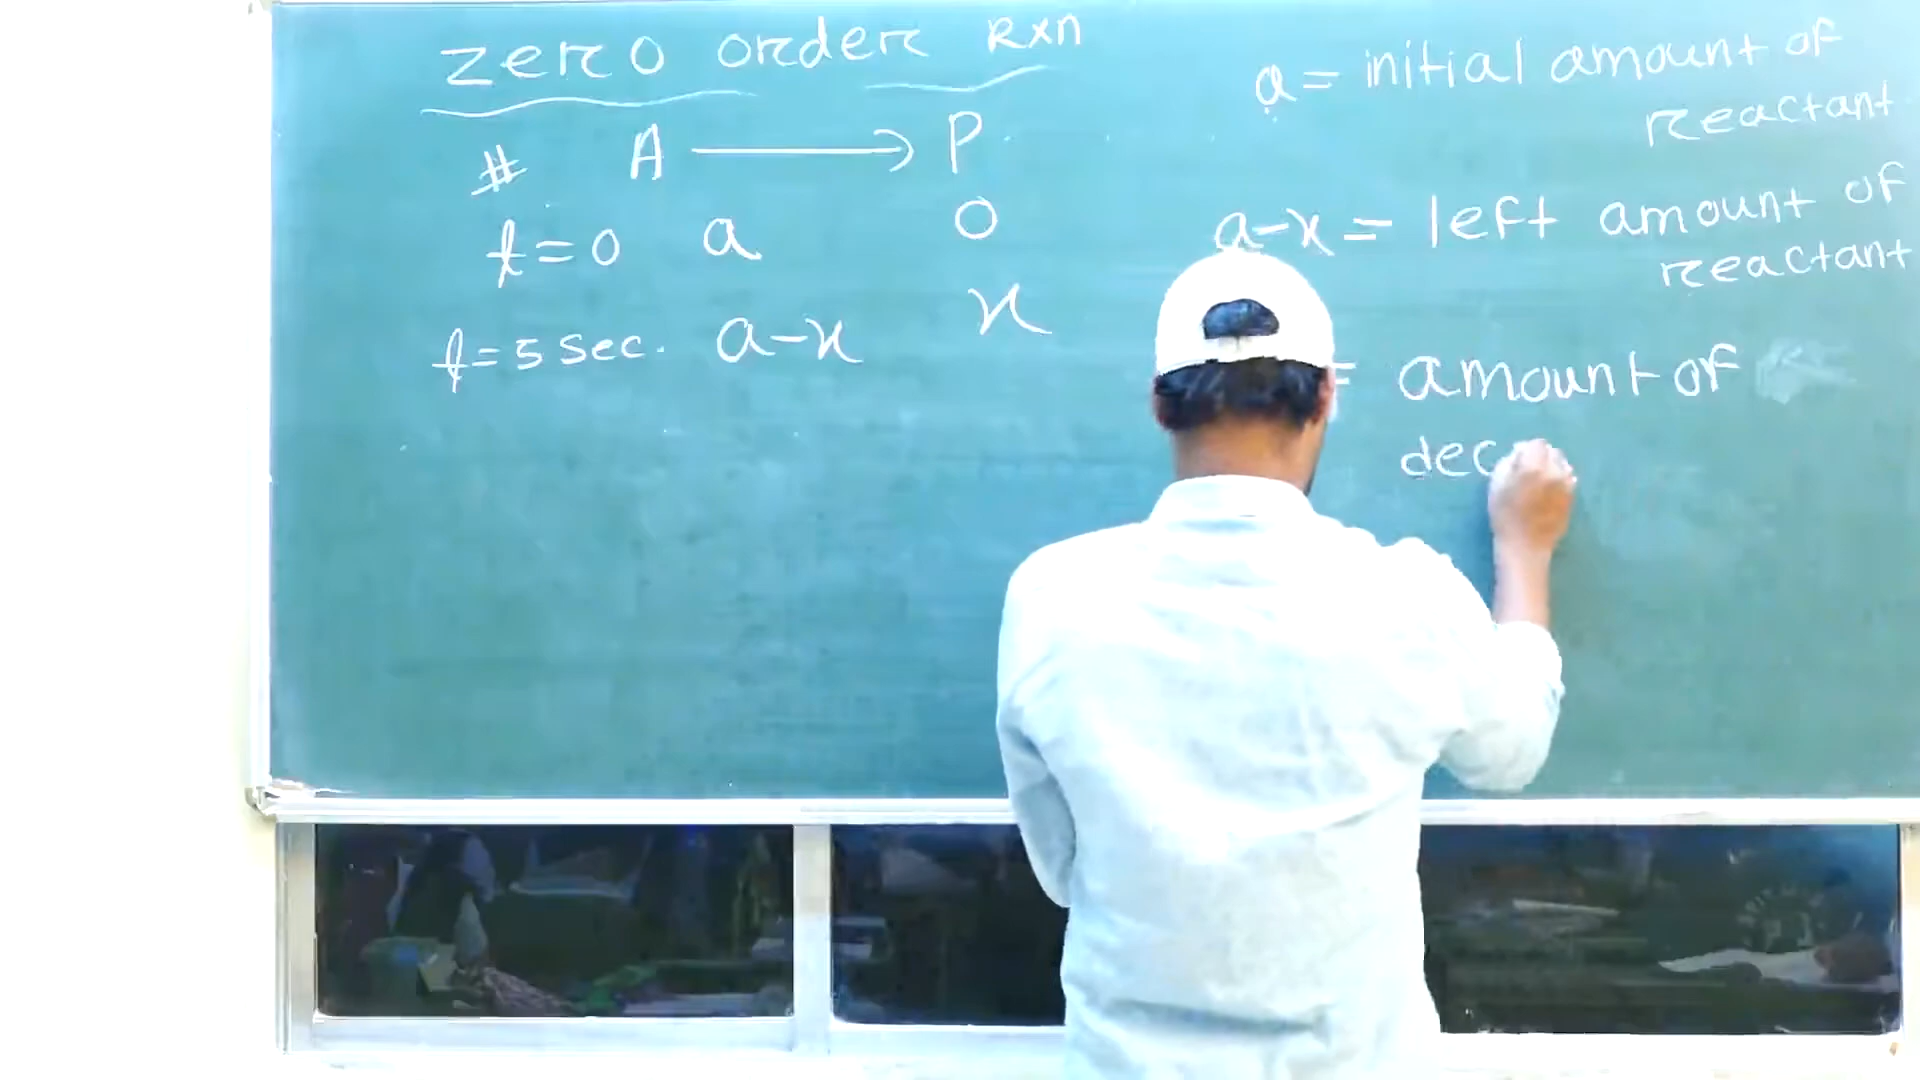 zero order Rxn
# A → P
t=0 a 0
t=5 sec. a-x x
a = initial amount of
reactant
a-x = left amount of
reactant
= amount of
dec